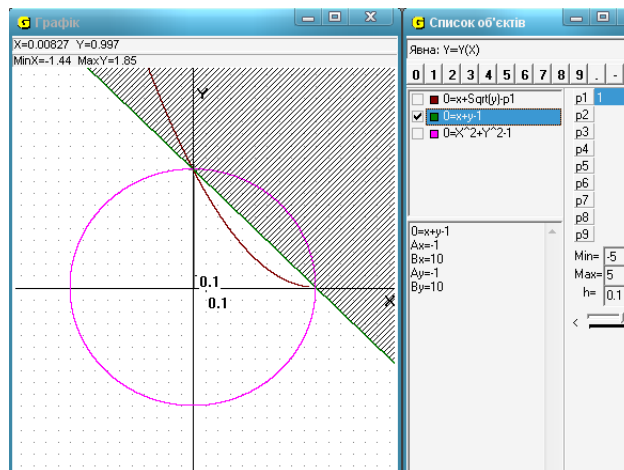 Графік
X=0.00827 Y=0.997
MinX=-1.44 MaxY=1.85
Y
0.1
0.1
X
Список об'єктів
Явна: Y=Y(X)
0 1 2 3 4 5 6 7 8 9 . -
0=x+Sqrt(y)-p1
0=x+y-1
0=X^2+Y^2-1
p1 1
p2
p3
p4
p5
p6
p7
p8
p9
0=x+y-1
Ax=-1
Bx=10
Ay=-1
By=10
Min= -5
Max= 5
h= 0.1
<